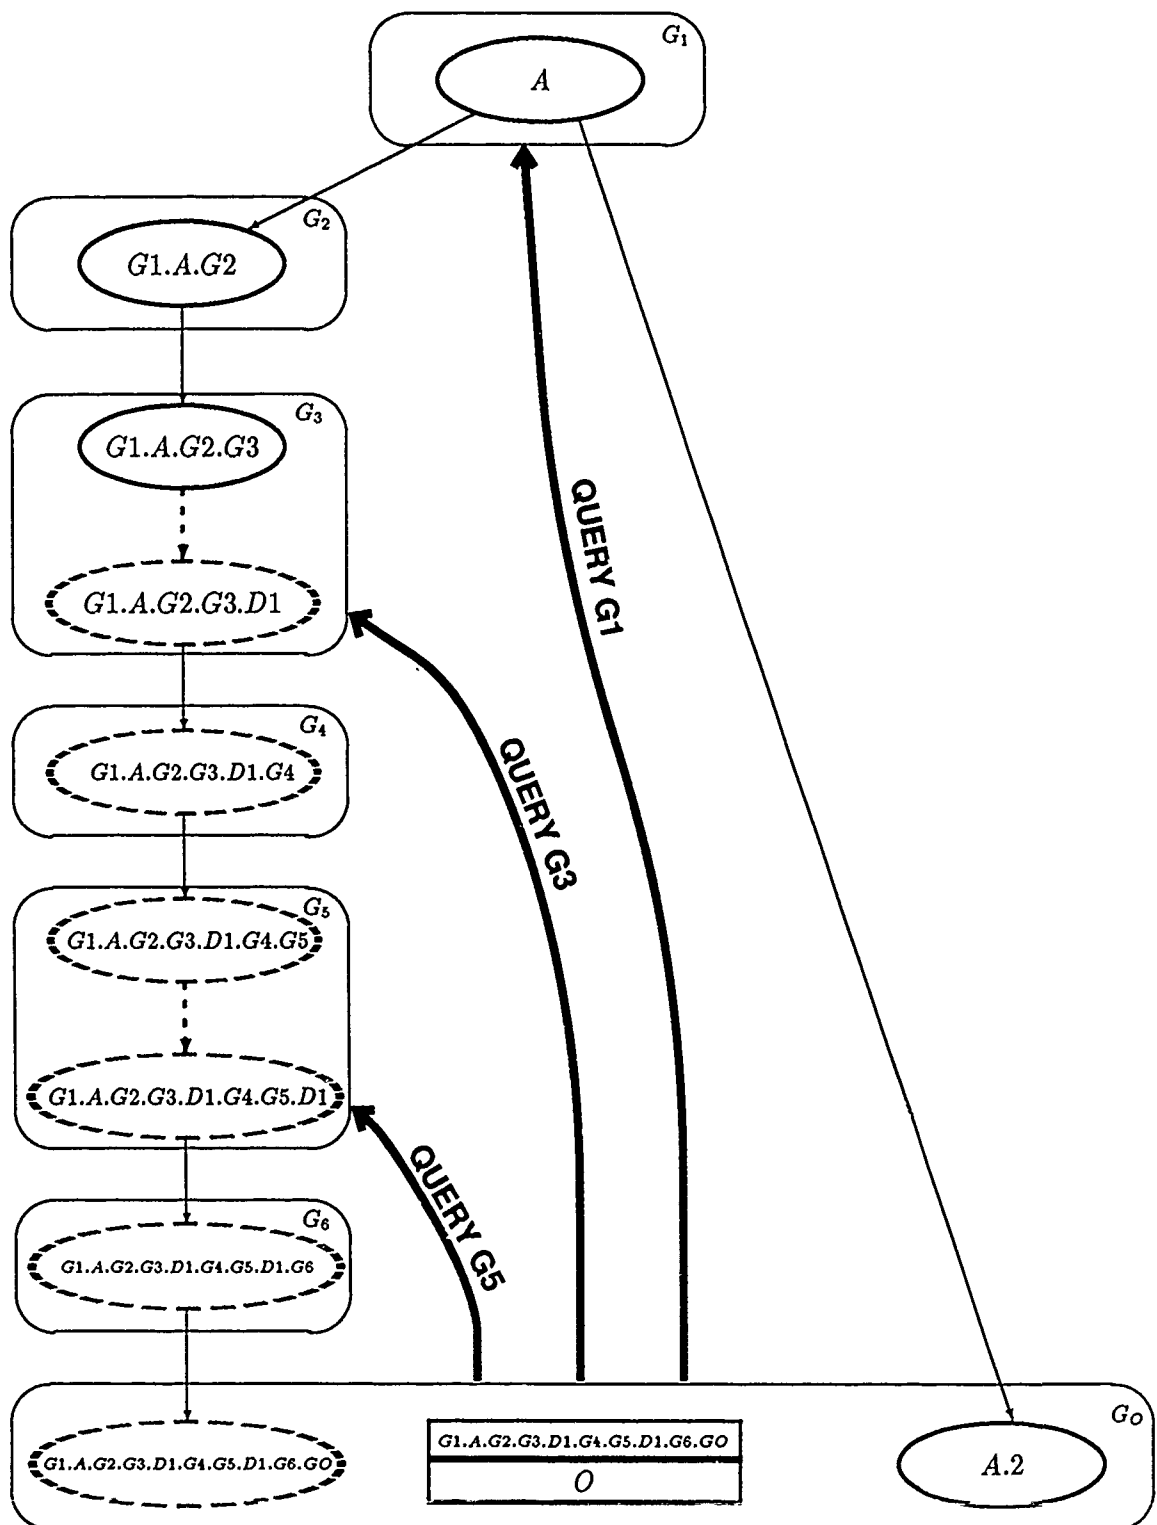 G1
A
G2
G1.A.G2
G3
G1.A.G2.G3
QUERY G1
G1.A.G2.G3.D1
G4
G1.A.G2.G3.D1.G4
QUERY G3
G5
G1.A.G2.G3.D1.G4.G5
G1.A.G2.G3.D1.G4.G5.D1
QUERY G5
G6
G1.A.G2.G3.D1.G4.G5.D1.G6
GO
G1.A.G2.G3.D1.G4.G5.D1.G6.GO
G1.A.G2.G3.D1.G4.G5.D1.G6.GO
O
A.2